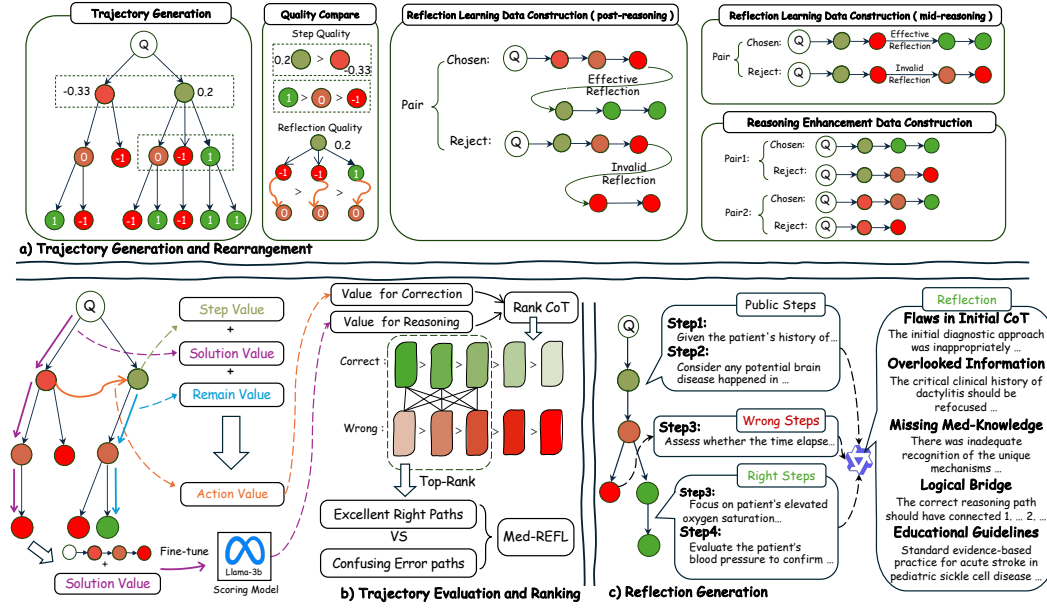 Trajectory Generation
Q
-0.33
0.2
0
-1
0
-1
1
1
-1
-1
1
-1
1
1
Quality Compare
Step Quality
0.2
>
-0.33
1
>
0
>
-1
Reflection Quality
0.2
-1
-1
1
>
>
0
0
0
Reflection Learning Data Construction ( post-reasoning )
Chosen:
Q
Effective
Reflection
Pair
Reject:
Q
Invalid
Reflection
Reflection Learning Data Construction ( mid-reasoning )
Chosen:
Q
Effective
Reflection
Pair
Reject:
Q
Invalid
Reflection
Reasoning Enhancement Data Construction
Chosen:
Q
Pair1:
Reject:
Q
Chosen:
Q
Pair2:
Reject:
Q
a) Trajectory Generation and Rearrangement
Q
Step Value
+
Solution Value
+
Remain Value
Action Value
Solution Value
+
Fine-tune
Llama-3b
Scoring Model
Value for Correction
Value for Reasoning
Rank CoT
Correct :
>
>
>
>
Wrong :
>
>
>
>
Top-Rank
Excellent Right Paths
VS
Confusing Error paths
Med-REFL
b) Trajectory Evaluation and Ranking
Q
Public Steps
Step1:
Given the patient's history of...
Step2:
Consider any potential brain
disease happened in ...
Wrong Steps
Step3:
Assess whether the time elapse...
Right Steps
Step3:
Focus on patient's elevated
oxygen saturation...
Step4:
Evaluate the patient's
blood pressure to confirm ...
Reflection
Flaws in Initial CoT
The initial diagnostic approach
was inappropriately ...
Overlooked Information
The critical clinical history of
dactylitis should be
refocused ...
Missing Med-Knowledge
There was inadequate
recognition of the unique
mechanisms ...
Logical Bridge
The correct reasoning path
should have connected 1. ... 2, ...
Educational Guidelines
Standard evidence-based
practice for acute stroke in
pediatric sickle cell disease ...
c) Reflection Generation